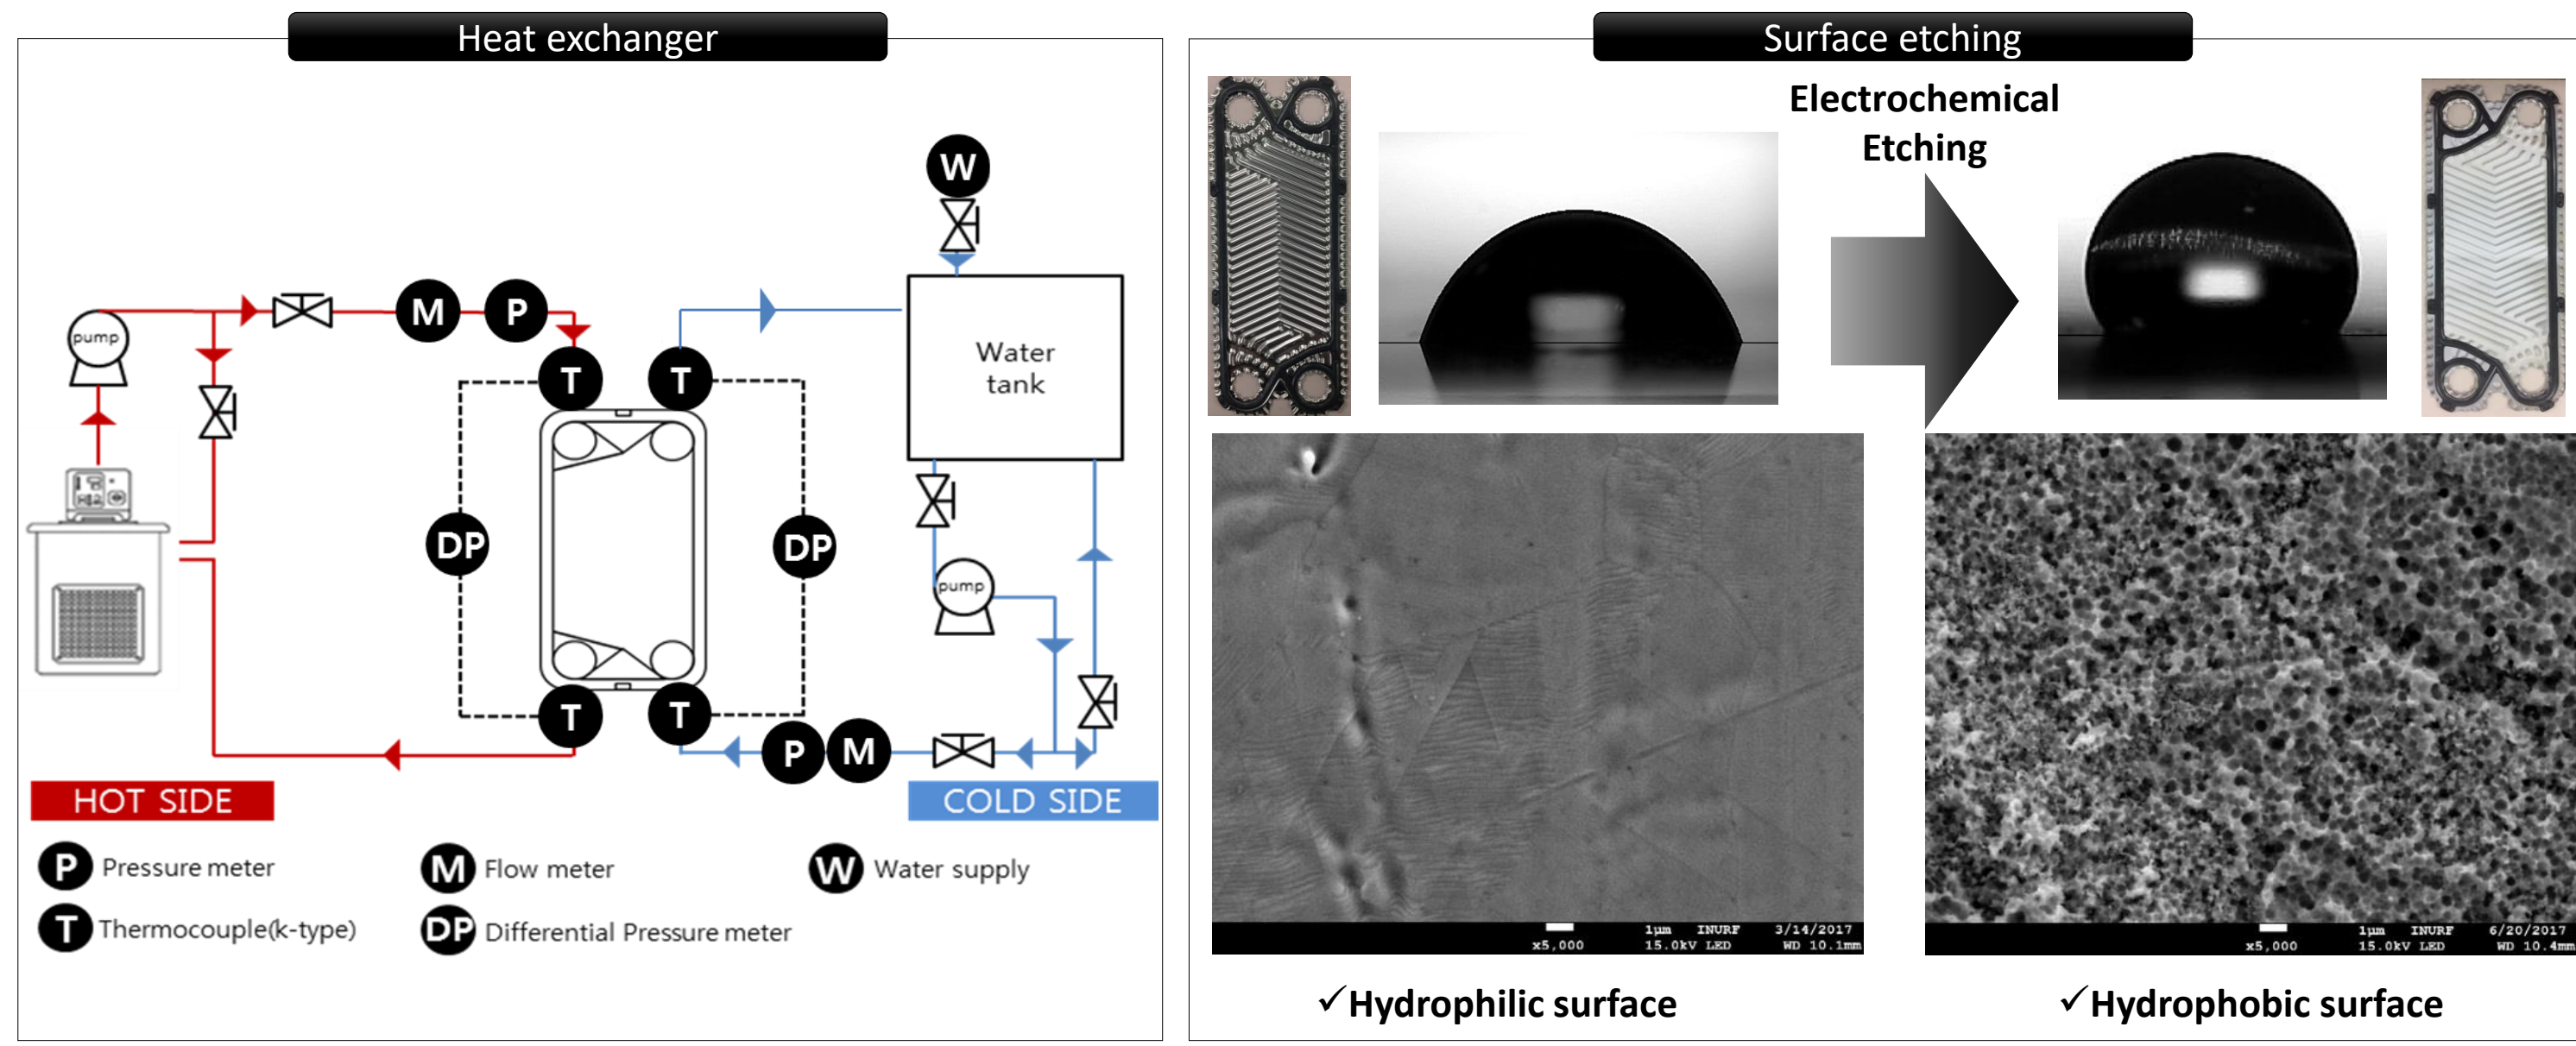 Heat exchanger
W
pump
M
P
T
T
Water
tank
DP
DP
pump
T
T
P
M
HOT SIDE
COLD SIDE
P Pressure meter
M Flow meter
W Water supply
T Thermocouple(k-type)
DP Differential Pressure meter
Surface etching
Electrochemical
Etching
1μm INURF 3/14/2017
x5,000 15.0kV LED WD 10.1mm
1μm INURF 6/20/2017
x5,000 15.0kV LED WD 10.4mm
✓Hydrophilic surface
✓Hydrophobic surface